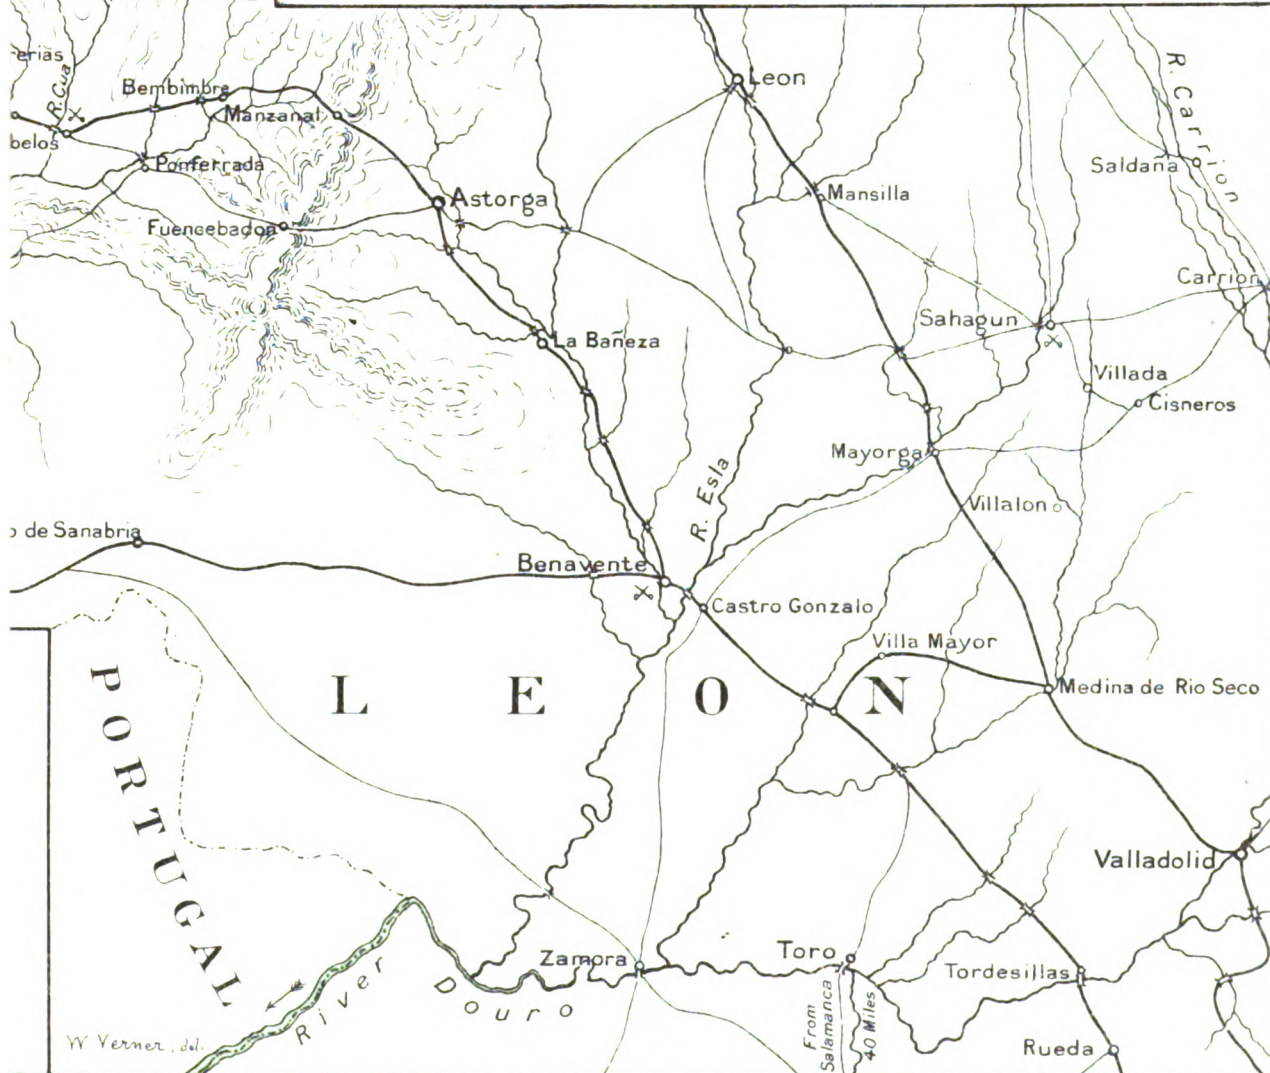 Leon
R. Carrion
erias
R. Cua
Bembimbre
Manzanal
belos
Ponferrada
Saldaña
Astorga
Mansilla
Fuencebadon
Carrion
Sahagun
La Bañeza
Villada
Cisneros
Mayorga
R. Esla
Villalon
o de Sanabria
Benavente
Castro Gonzalo
Villa Mayor
LEON
Medina de Rio Seco
PORTUGAL
Valladolid
Zamora
Toro
Tordesillas
River Douro
From
Salamanca
40 Miles
W. Verner, del.
Rueda